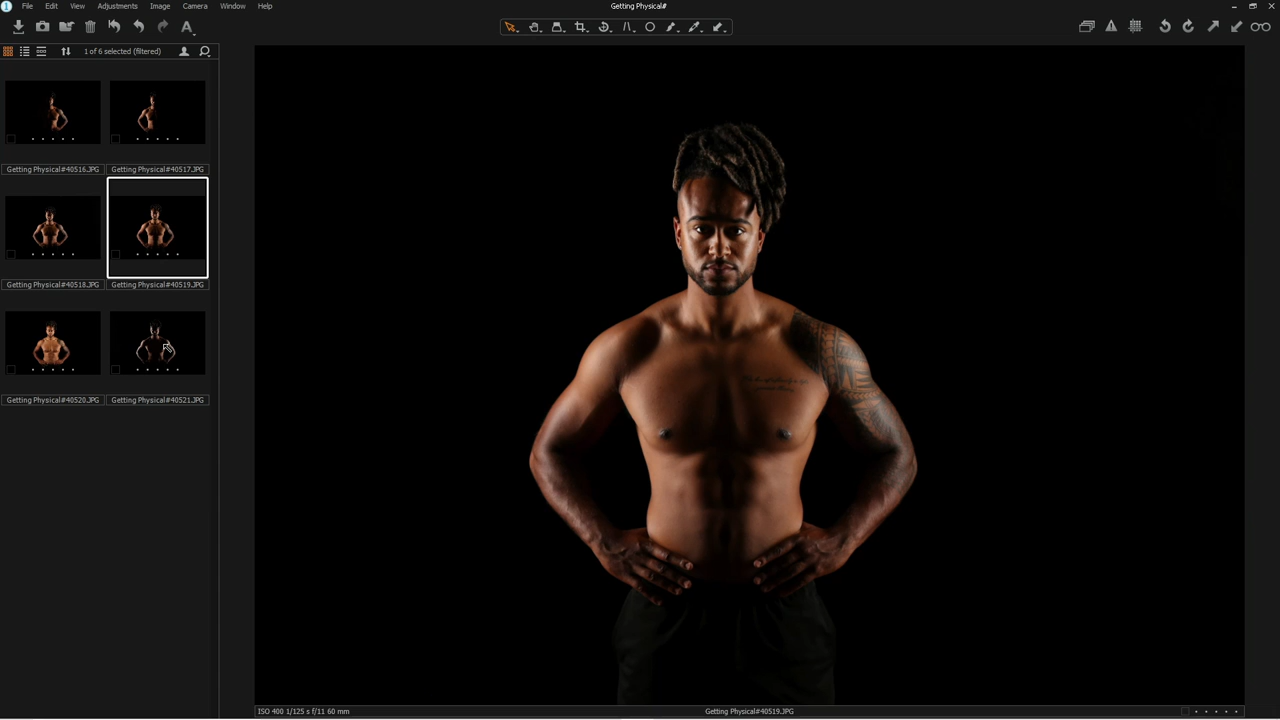 Getting Physical#
File Edit View Adjustments Image Camera Window Help
1 of 6 selected (filtered)
Getting Physical#40516.JPG Getting Physical#40517.JPG
Getting Physical#40518.JPG Getting Physical#40519.JPG
Getting Physical#40520.JPG Getting Physical#40521.JPG
ISO 400 1/125 s f/11 60 mm
Getting Physical#40519.JPG